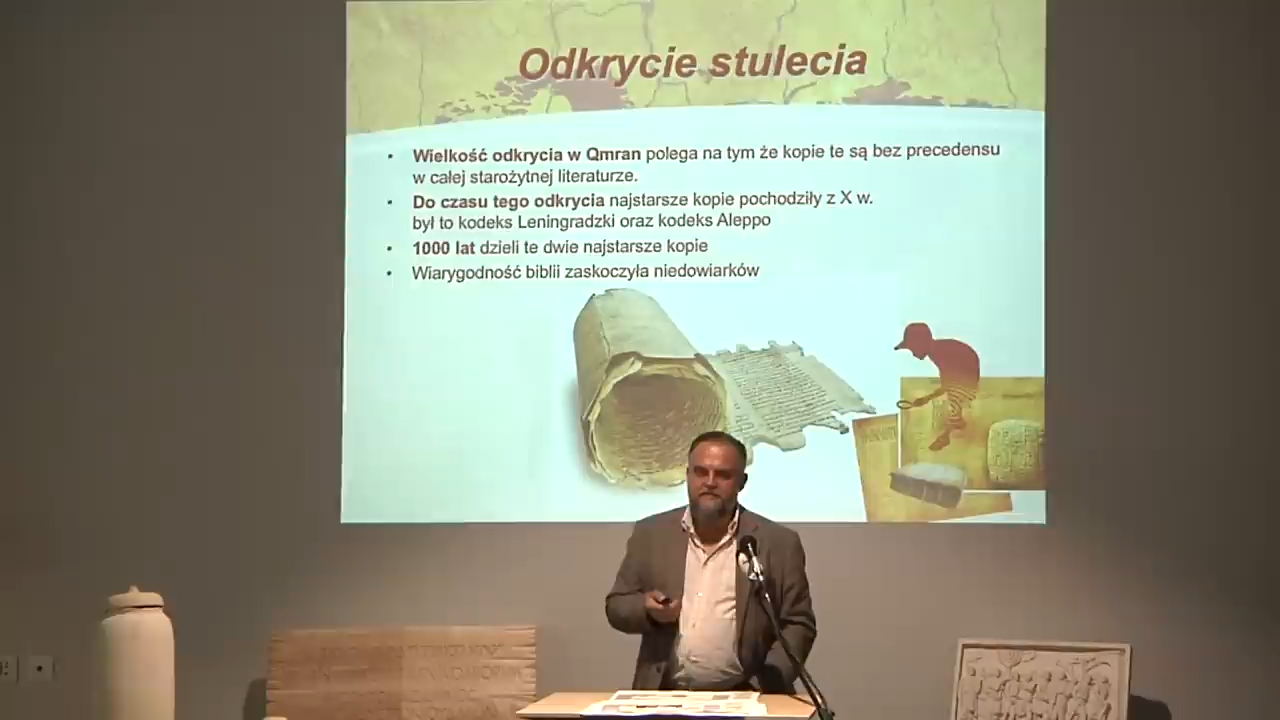 Odkrycie stulecia
• Wielkość odkrycia w Qmran polega na tym że kopie te są bez precedensu
w całej starożytnej literaturze.
• Do czasu tego odkrycia najstarsze kopie pochodziły z X w.
był to kodeks Leningradzki oraz kodeks Aleppo
• 1000 lat dzieli te dwie najstarsze kopie
• Wiarygodność biblii zaskoczyła niedowiarków